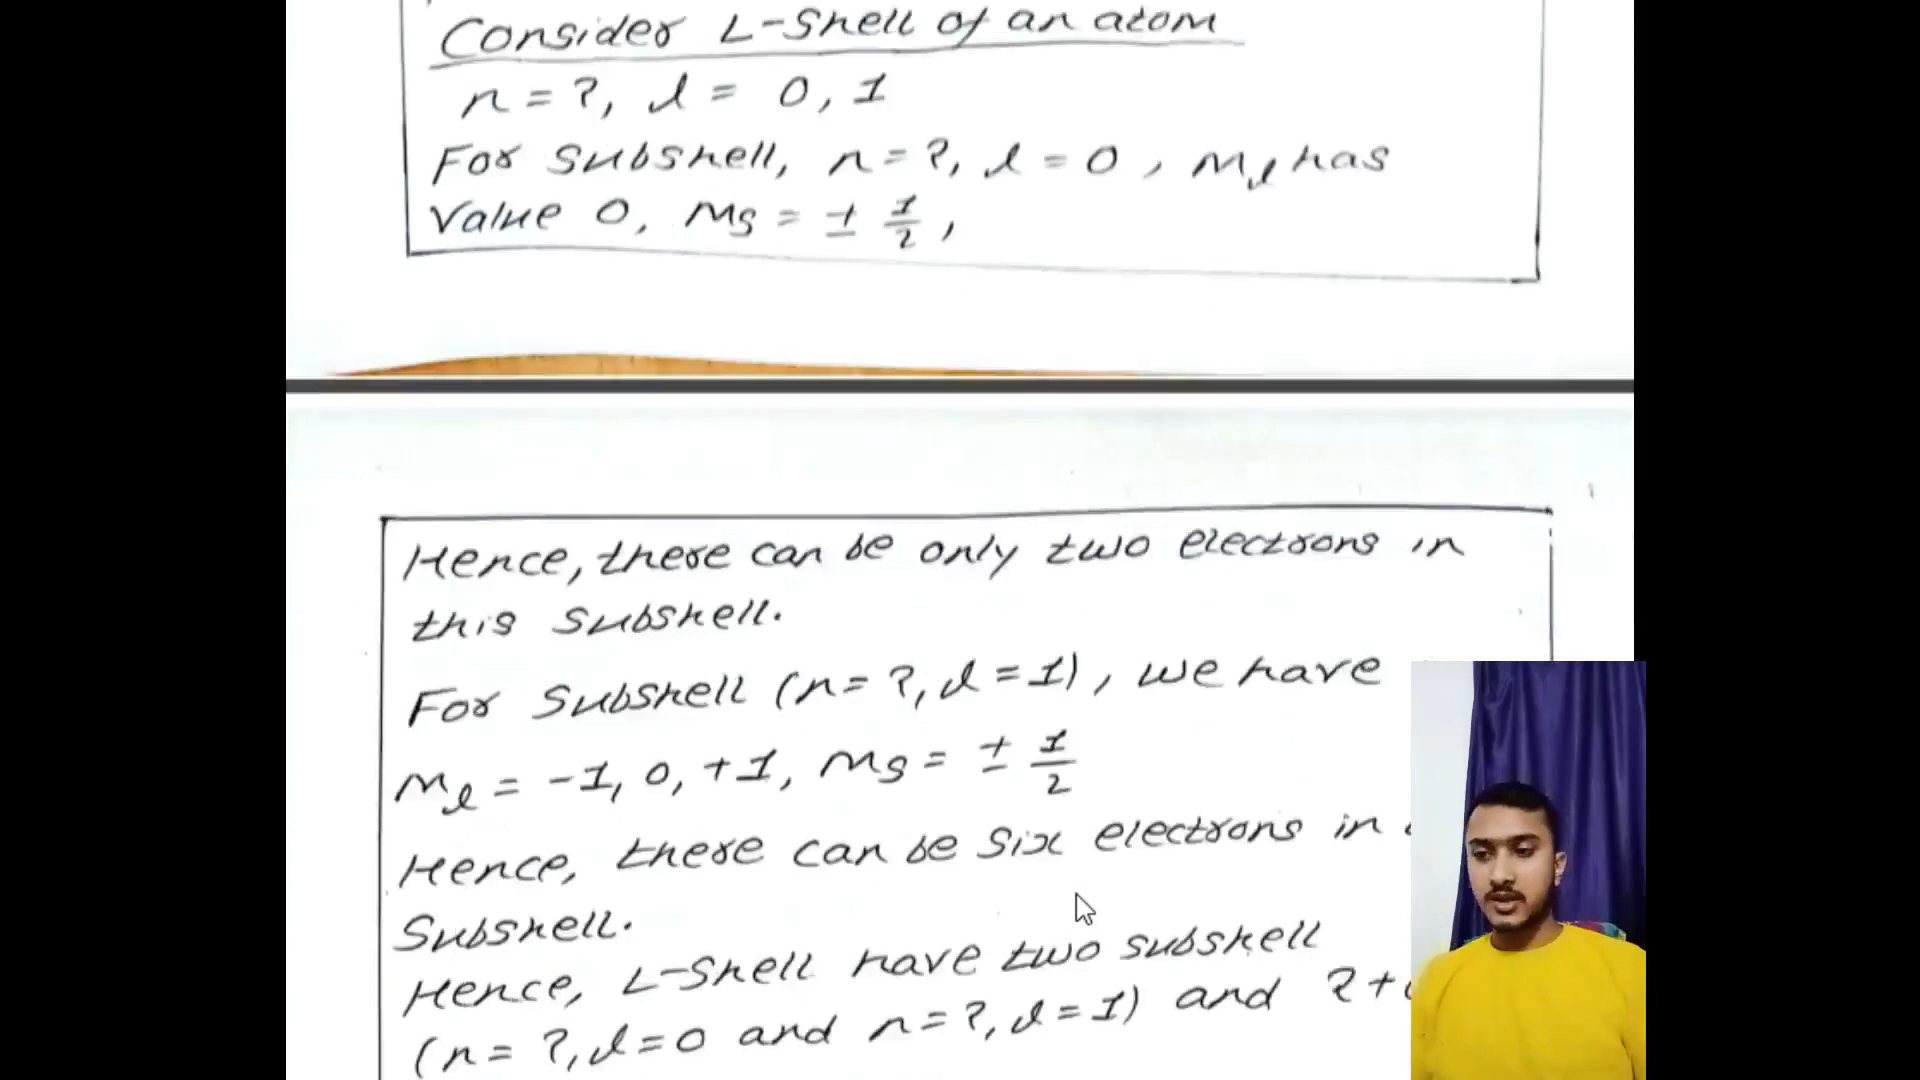 Consider L-Shell of an atom
n = 2, l = 0, 1
For Subshell, n = 2, l = 0, ml has
Value 0, ms = ± 1/2,
Hence, there can be only two electrons in
this Subshell.
For Subshell (n = 2, l = 1), we have
ml = -1, 0, +1, ms = ± 1/2
Hence, there can be Six electrons in
Subshell.
Hence, L-Shell have two subshell
(n = 2, l = 0 and n = 2, l = 1) and 2 +